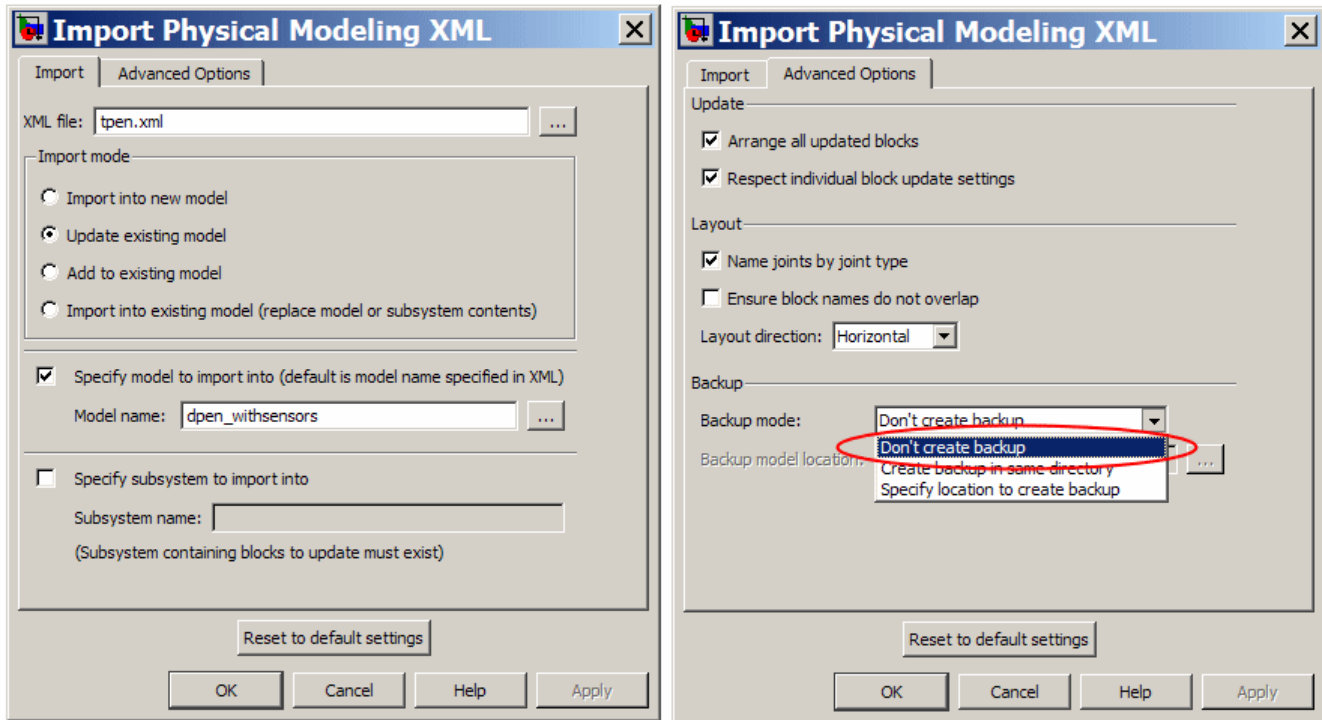 Import Physical Modeling XML
Import
Advanced Options
XML file:
tpen.xml
...
Import mode
Import into new model
Update existing model
Add to existing model
Import into existing model (replace model or subsystem contents)
Specify model to import into (default is model name specified in XML)
Model name:
dpen_withsensors
...
Specify subsystem to import into
Subsystem name:
(Subsystem containing blocks to update must exist)
Reset to default settings
OK
Cancel
Help
Apply
Import Physical Modeling XML
Import
Advanced Options
Update
Arrange all updated blocks
Respect individual block update settings
Layout
Name joints by joint type
Ensure block names do not overlap
Layout direction:
Horizontal
Backup
Backup mode:
Don't create backup
Don't create backup
Backup model location:
...
Create backup in same directory
Specify location to create backup
Reset to default settings
OK
Cancel
Help
Apply